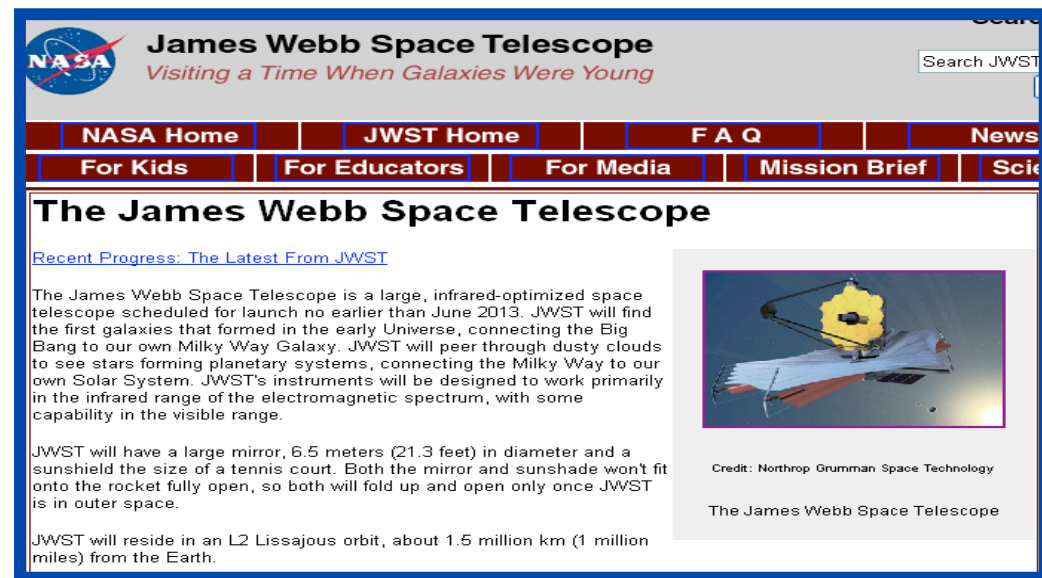 Search
NASA
James Webb Space Telescope
Visiting a Time When Galaxies Were Young
Search JWST
NASA Home JWST Home F A Q News
For Kids For Educators For Media Mission Brief Scie
The James Webb Space Telescope
Recent Progress: The Latest From JWST
The James Webb Space Telescope is a large, infrared-optimized space
telescope scheduled for launch no earlier than June 2013. JWST will find
the first galaxies that formed in the early Universe, connecting the Big
Bang to our own Milky Way Galaxy. JWST will peer through dusty clouds
to see stars forming planetary systems, connecting the Milky Way to our
own Solar System. JWST's instruments will be designed to work primarily
in the infrared range of the electromagnetic spectrum, with some
capability in the visible range.
JWST will have a large mirror, 6.5 meters (21.3 feet) in diameter and a
sunshield the size of a tennis court. Both the mirror and sunshade won't fit
onto the rocket fully open, so both will fold up and open only once JWST
is in outer space.
JWST will reside in an L2 Lissajous orbit, about 1.5 million km (1 million
miles) from the Earth.
Credit: Northrop Grumman Space Technology
The James Webb Space Telescope